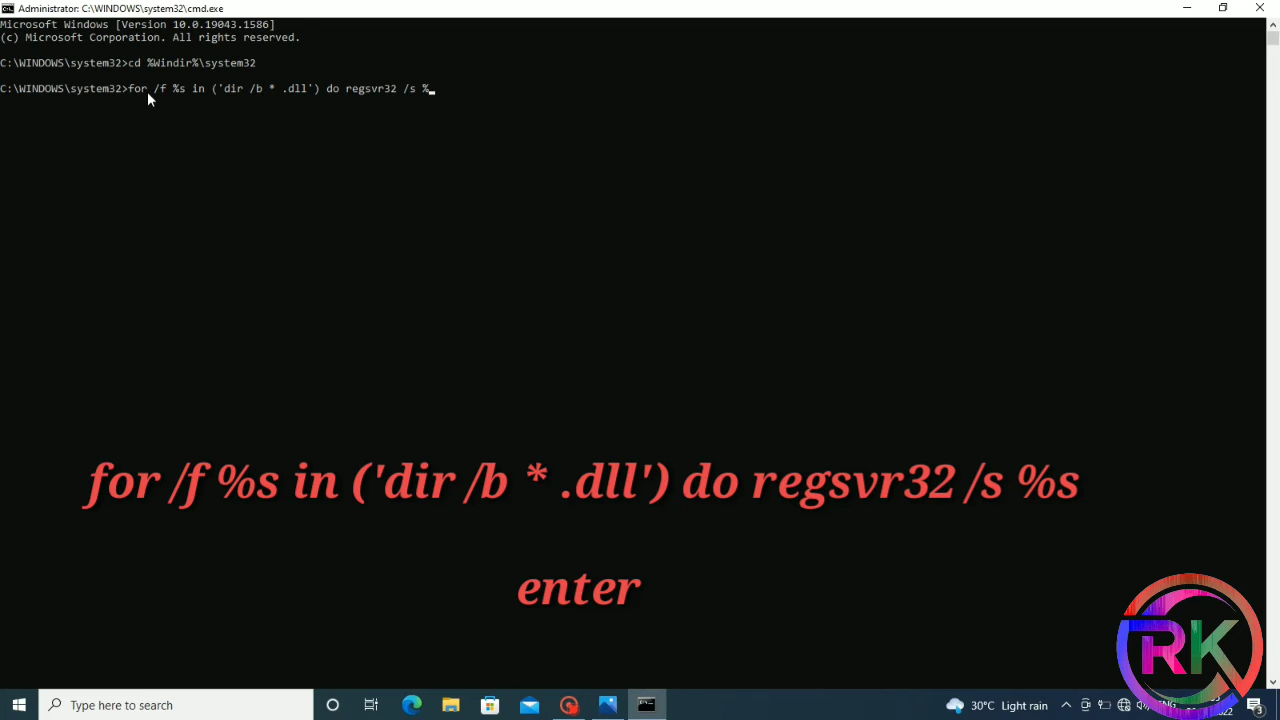 Administrator: C:\WINDOWS\system32\cmd.exe
Microsoft Windows [Version 10.0.19043.1586]
(c) Microsoft Corporation. All rights reserved.
C:\WINDOWS\system32>cd %Windir%\system32
C:\WINDOWS\system32>for /f %s in ('dir /b * .dll') do regsvr32 /s %
for /f %s in ('dir /b * .dll') do regsvr32 /s %s
enter
RK
Type here to search
30°C Light rain
3